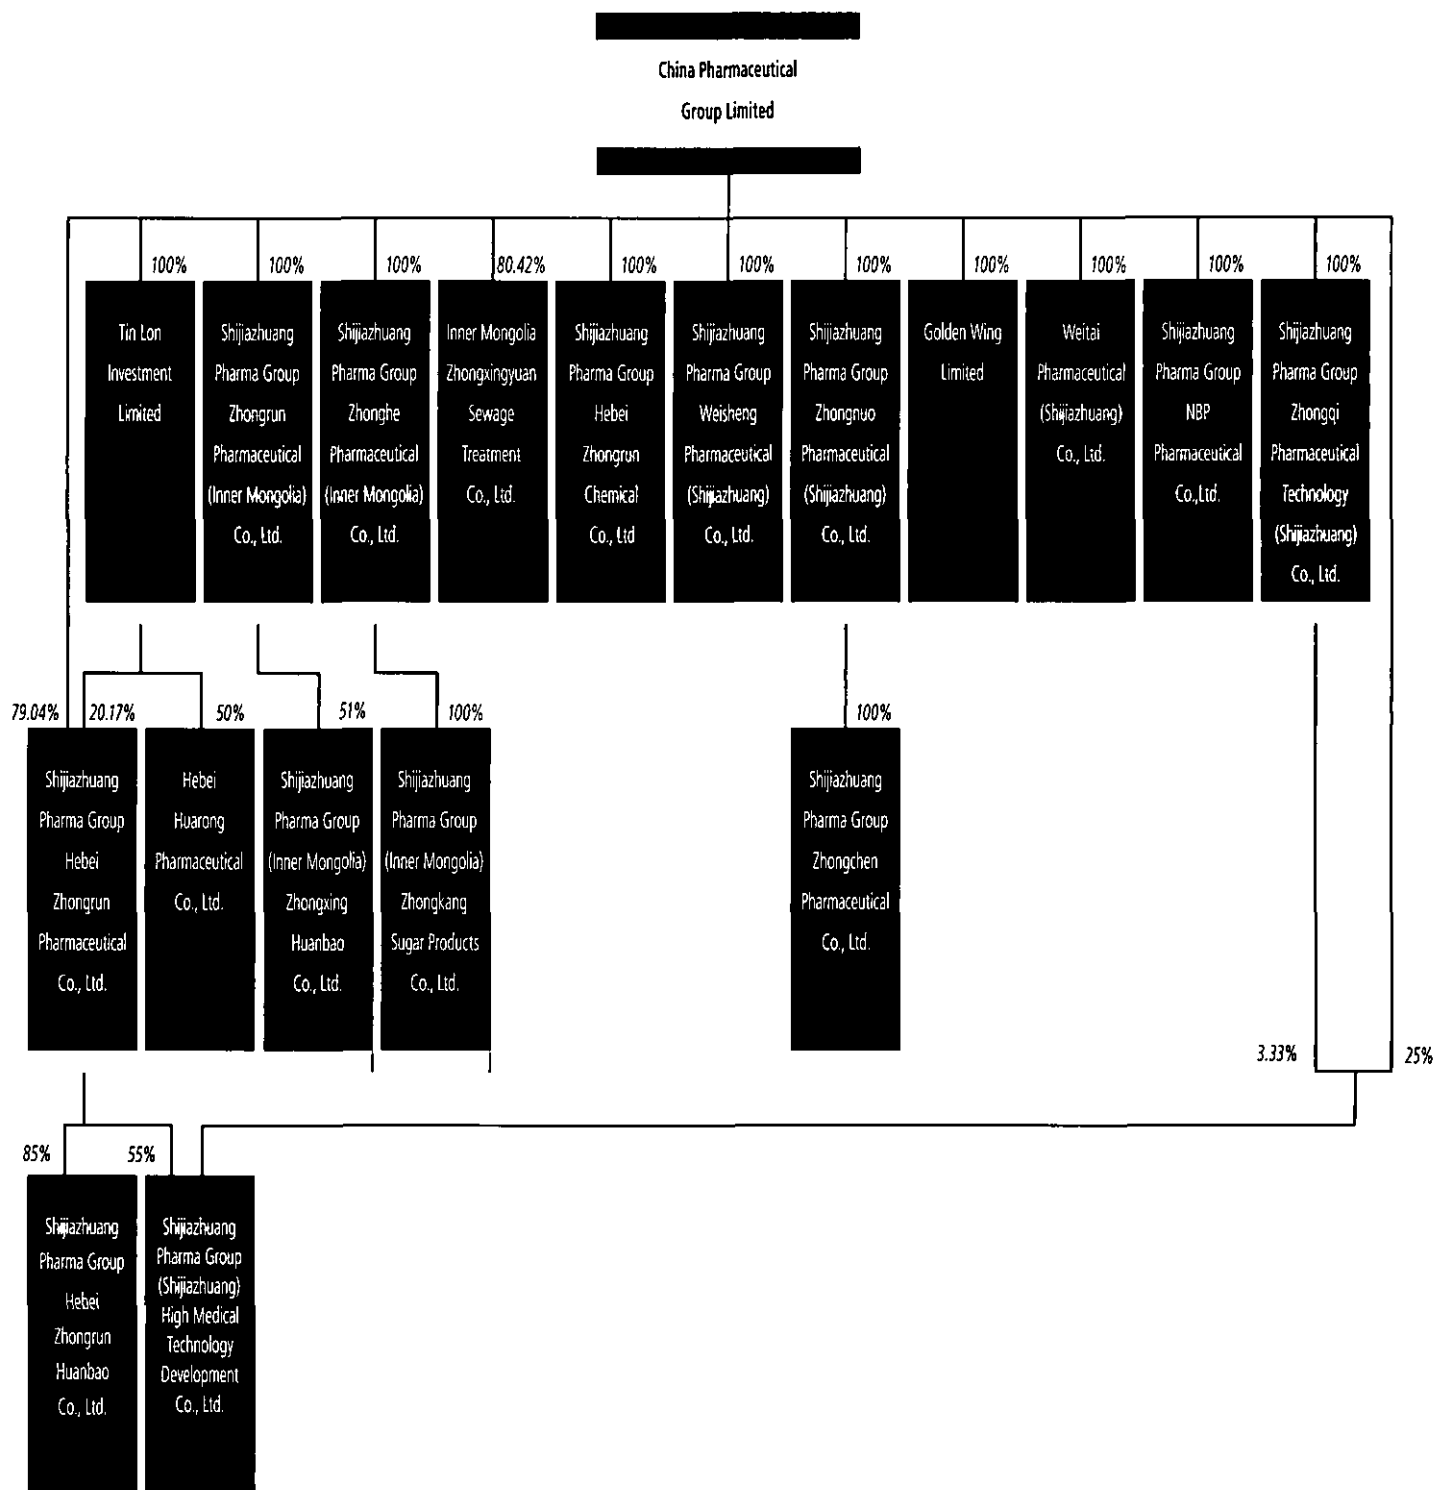 China Pharmaceutical
Group Limited
100%
100%
100%
80.42%
100%
100%
100%
100%
100%
100%
100%
Tin Lon
Investment
Limited
Shijiazhuang
Pharma Group
Zhongrun
Pharmaceutical
(Inner Mongolia)
Co., Ltd.
Shijiazhuang
Pharma Group
Zhonghe
Pharmaceutical
(Inner Mongolia)
Co., Ltd.
Inner Mongolia
Zhongxingyuan
Sewage
Treatment
Co., Ltd.
Shijiazhuang
Pharma Group
Hebei
Zhongrun
Chemical
Co., Ltd
Shijiazhuang
Pharma Group
Weisheng
Pharmaceutical
(Shijiazhuang)
Co., Ltd.
Shijiazhuang
Pharma Group
Zhongnuo
Pharmaceutical
(Shijiazhuang)
Co., Ltd.
Golden Wing
Limited
Weitai
Pharmaceutical
(Shijiazhuang)
Co., Ltd.
Shijiazhuang
Pharma Group
NBP
Pharmaceutical
Co.,Ltd.
Shijiazhuang
Pharma Group
Zhongqi
Pharmaceutical
Technology
(Shijiazhuang)
Co., Ltd.
79.04%
20.17%
50%
51%
100%
100%
Shijiazhuang
Pharma Group
Hebei
Zhongrun
Pharmaceutical
Co., Ltd.
Hebei
Huarong
Pharmaceutical
Co., Ltd.
Shijiazhuang
Pharma Group
(Inner Mongolia)
Zhongxing
Huanbao
Co., Ltd.
Shijiazhuang
Pharma Group
(Inner Mongolia)
Zhongkang
Sugar Products
Co., Ltd.
Shijiazhuang
Pharma Group
Zhongchen
Pharmaceutical
Co., Ltd.
3.33%
25%
85%
55%
Shijiazhuang
Pharma Group
Hebei
Zhongrun
Huanbao
Co., Ltd.
Shijiazhuang
Pharma Group
(Shijiazhuang)
High Medical
Technology
Development
Co., Ltd.